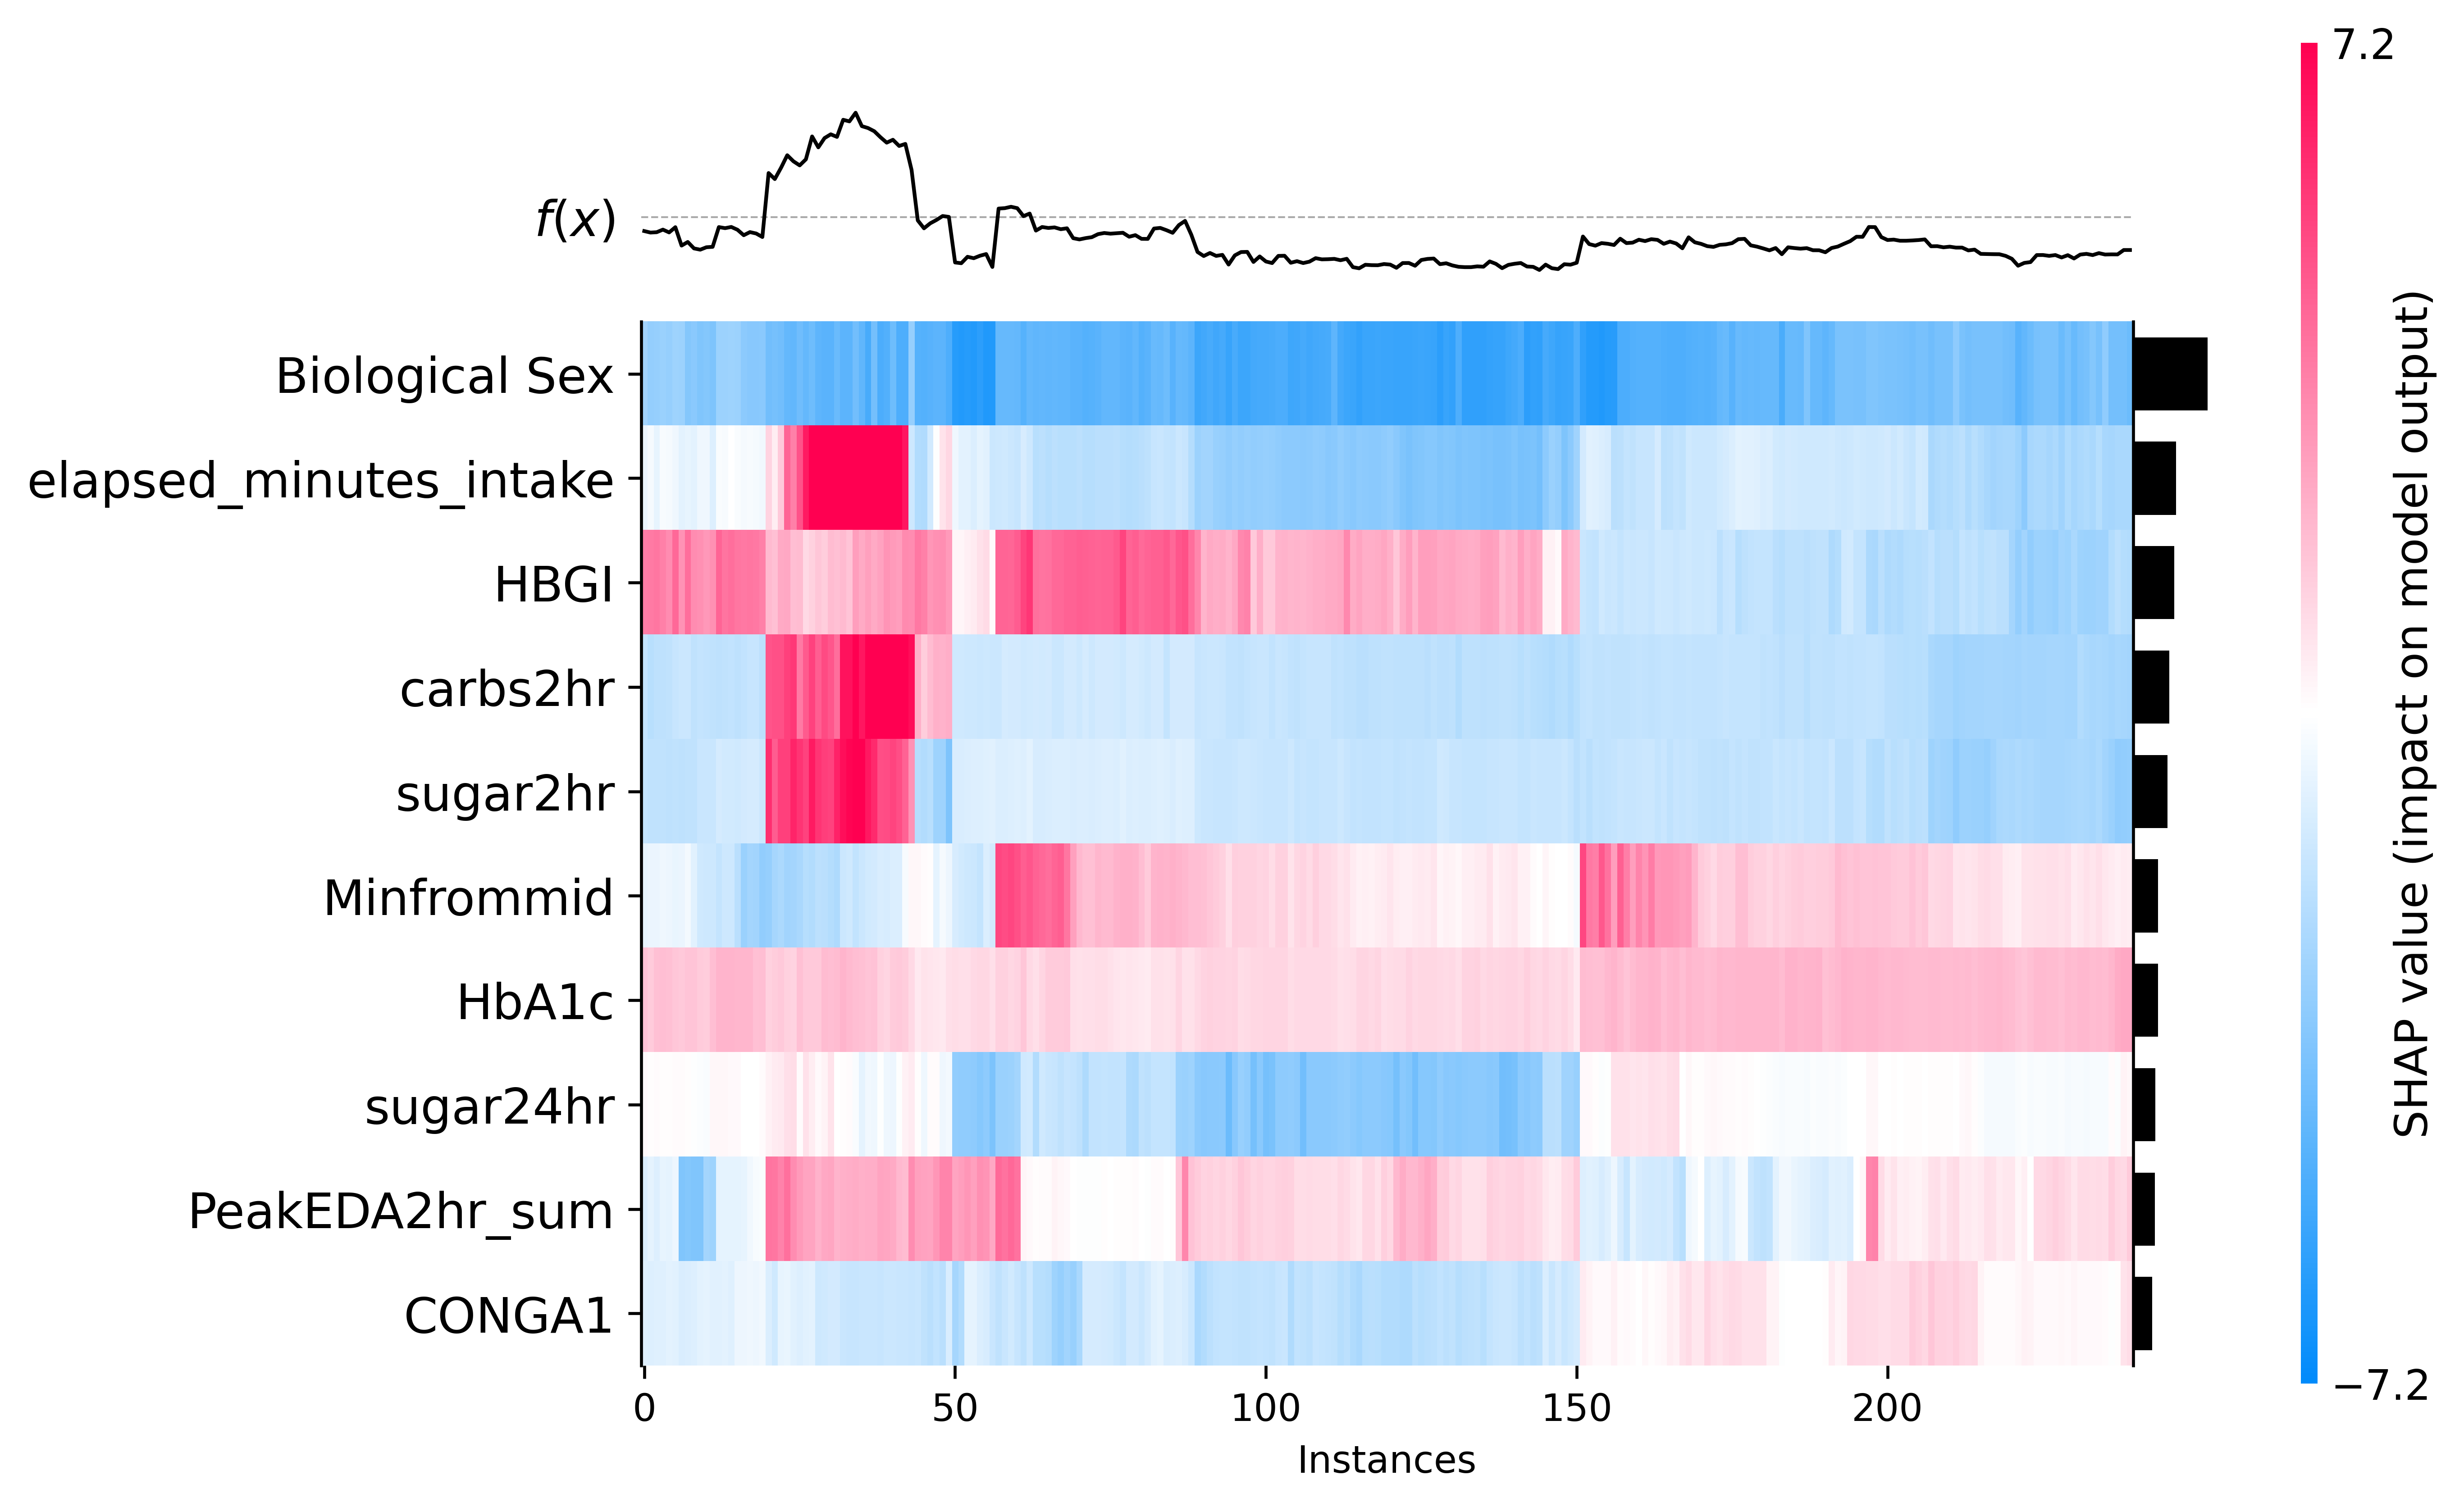 7.2
f(x)
Biological Sex
elapsed_minutes_intake
HBGI
carbs2hr
sugar2hr
Minfrommid
HbA1c
sugar24hr
PeakEDA2hr_sum
CONGA1
0 50 100 150 200
Instances
SHAP value (impact on model output)
−7.2